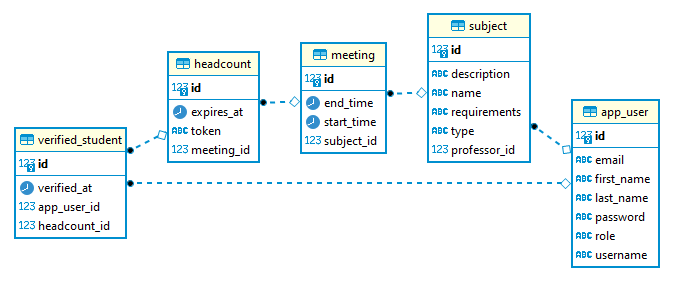 verified_student
123 id
verified_at
123 app_user_id
123 headcount_id
headcount
123 id
expires_at
ABC token
123 meeting_id
meeting
123 id
end_time
start_time
123 subject_id
subject
123 id
ABC description
ABC name
ABC requirements
ABC type
123 professor_id
app_user
123 id
ABC email
ABC first_name
ABC last_name
ABC password
ABC role
ABC username